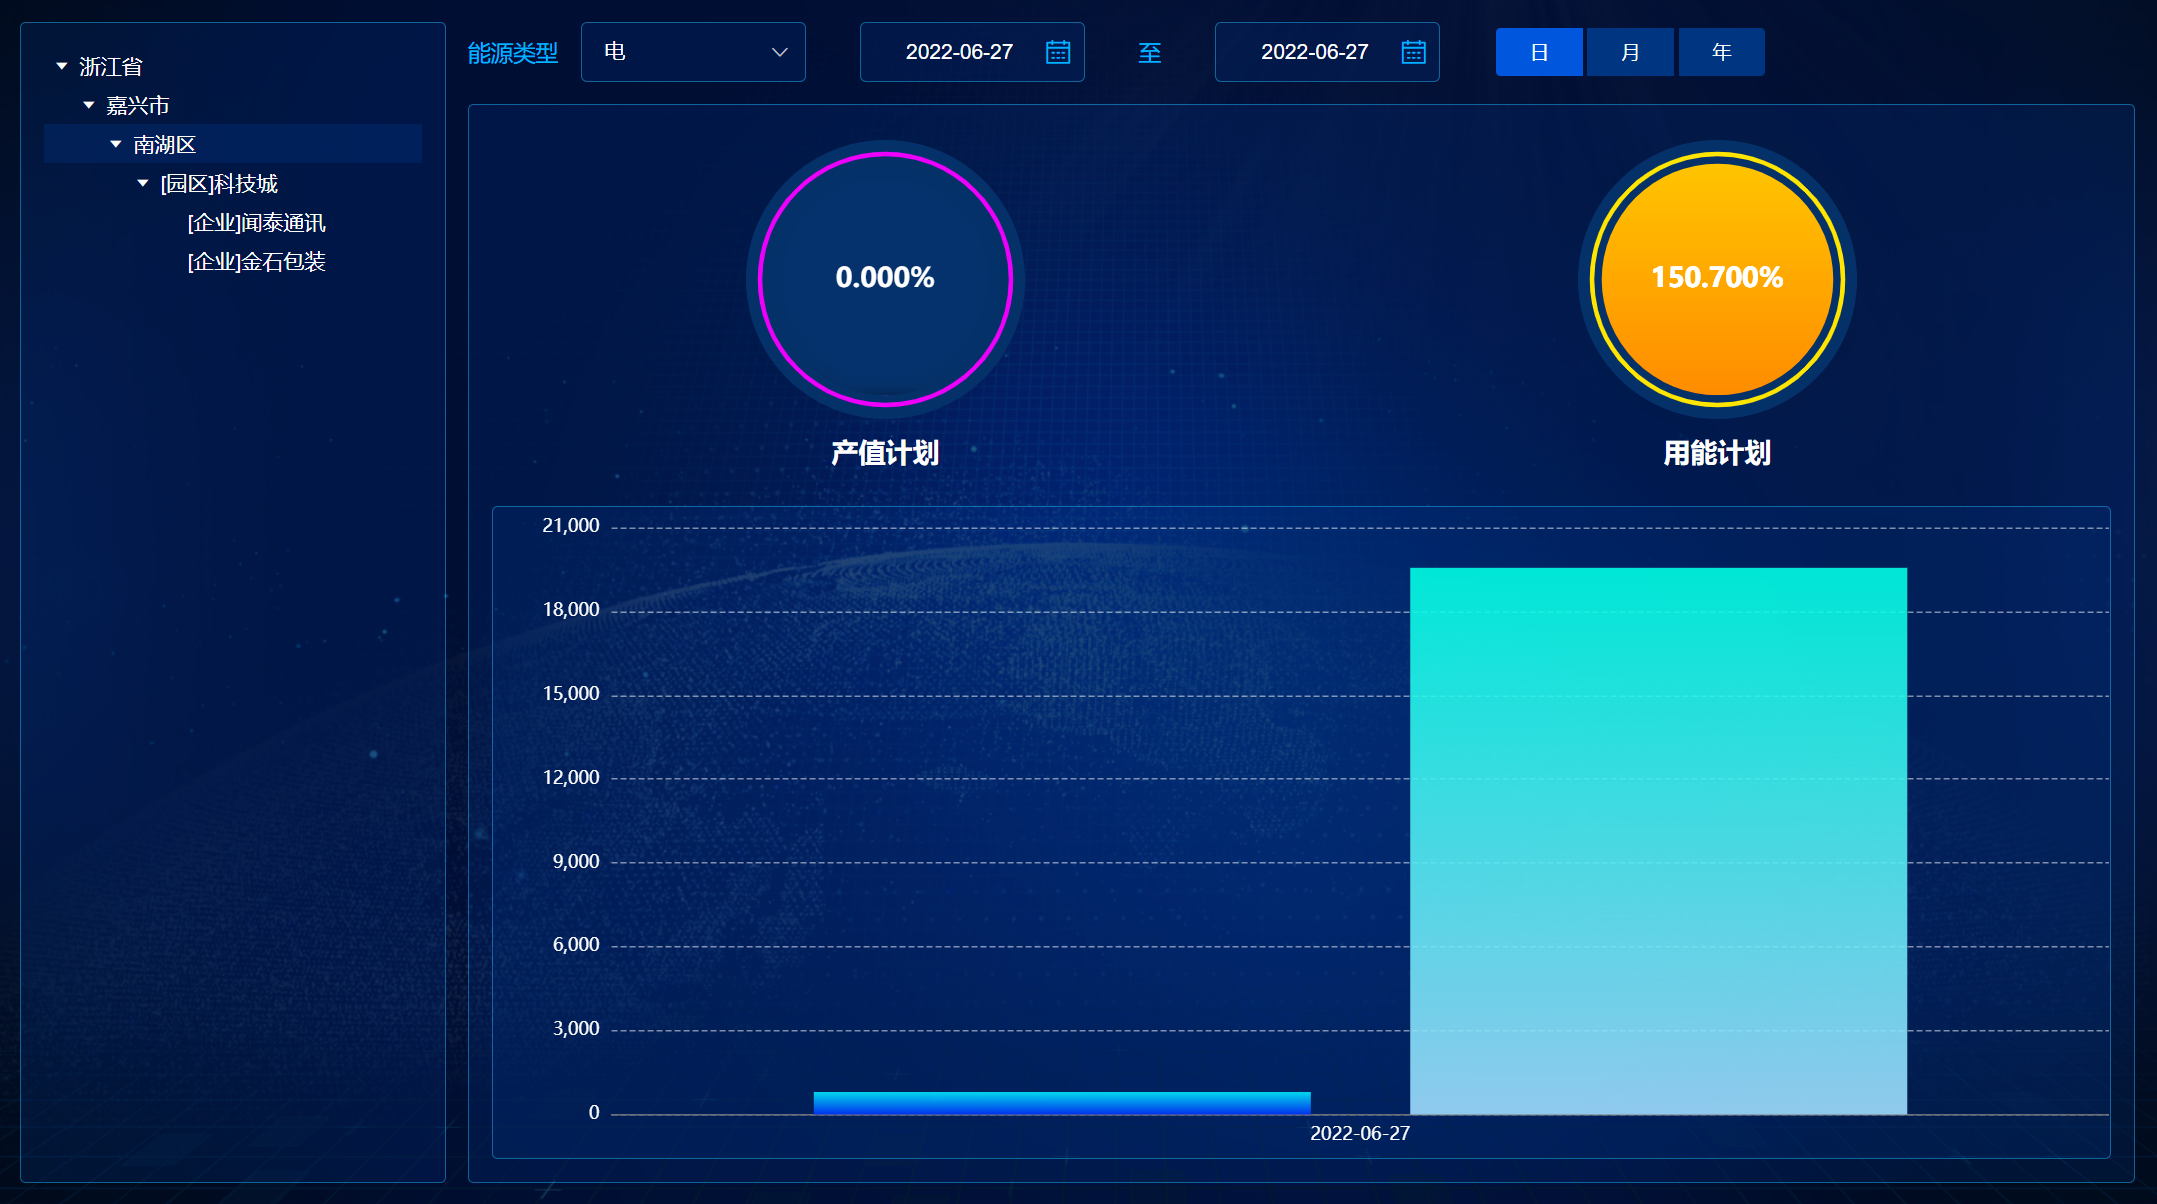 浙江省
嘉兴市
南湖区
[园区]科技城
[企业]闻泰通讯
[企业]金石包装
能源类型 电 2022-06-27 至 2022-06-27 日 月 年
0.000% 150.700%
产值计划 用能计划
21,000
18,000
15,000
12,000
9,000
6,000
3,000
0
2022-06-27